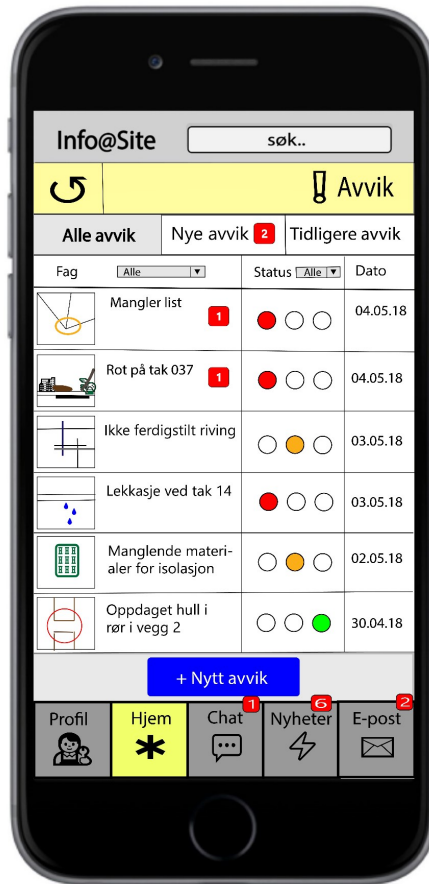 Info@Site
søk..
Avvik
Alle avvik
Nye avvik 2
Tidligere avvik
Fag
Alle
Status
Alle
Dato
Mangler list
1
04.05.18
Rot på tak 037
1
04.05.18
Ikke ferdigstilt riving
03.05.18
Lekkasje ved tak 14
03.05.18
Manglende materi-
aler for isolasjon
02.05.18
Oppdaget hull i
rør i vegg 2
30.04.18
+ Nytt avvik
Profil
Hjem
Chat
1
Nyheter
6
E-post
2